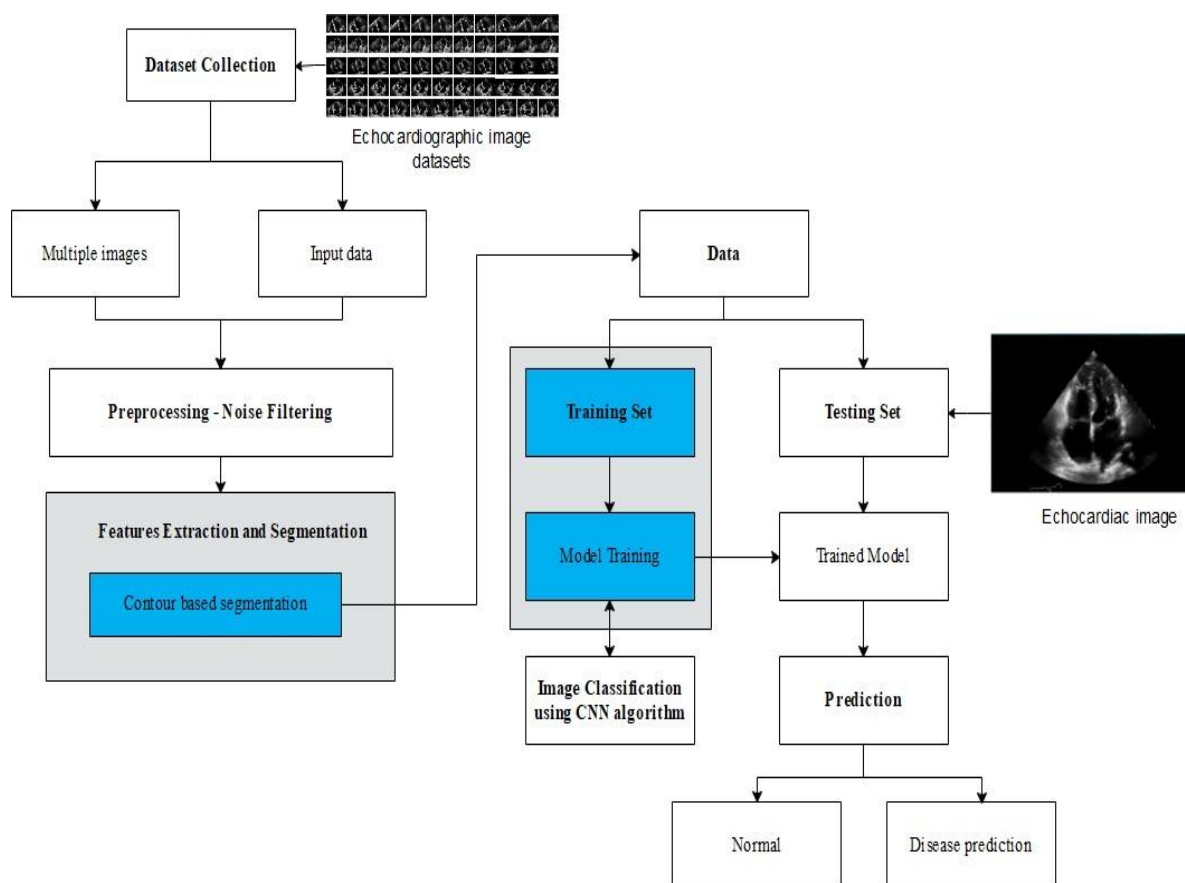 Dataset Collection
Echocardiographic image
datasets
Multiple images
Input data
Data
Preprocessing - Noise Filtering
Training Set
Testing Set
Features Extraction and Segmentation
Contour based segmentation
Model Training
Trained Model
Echocardiac image
Image Classification
using CNN algorithm
Prediction
Normal
Disease prediction